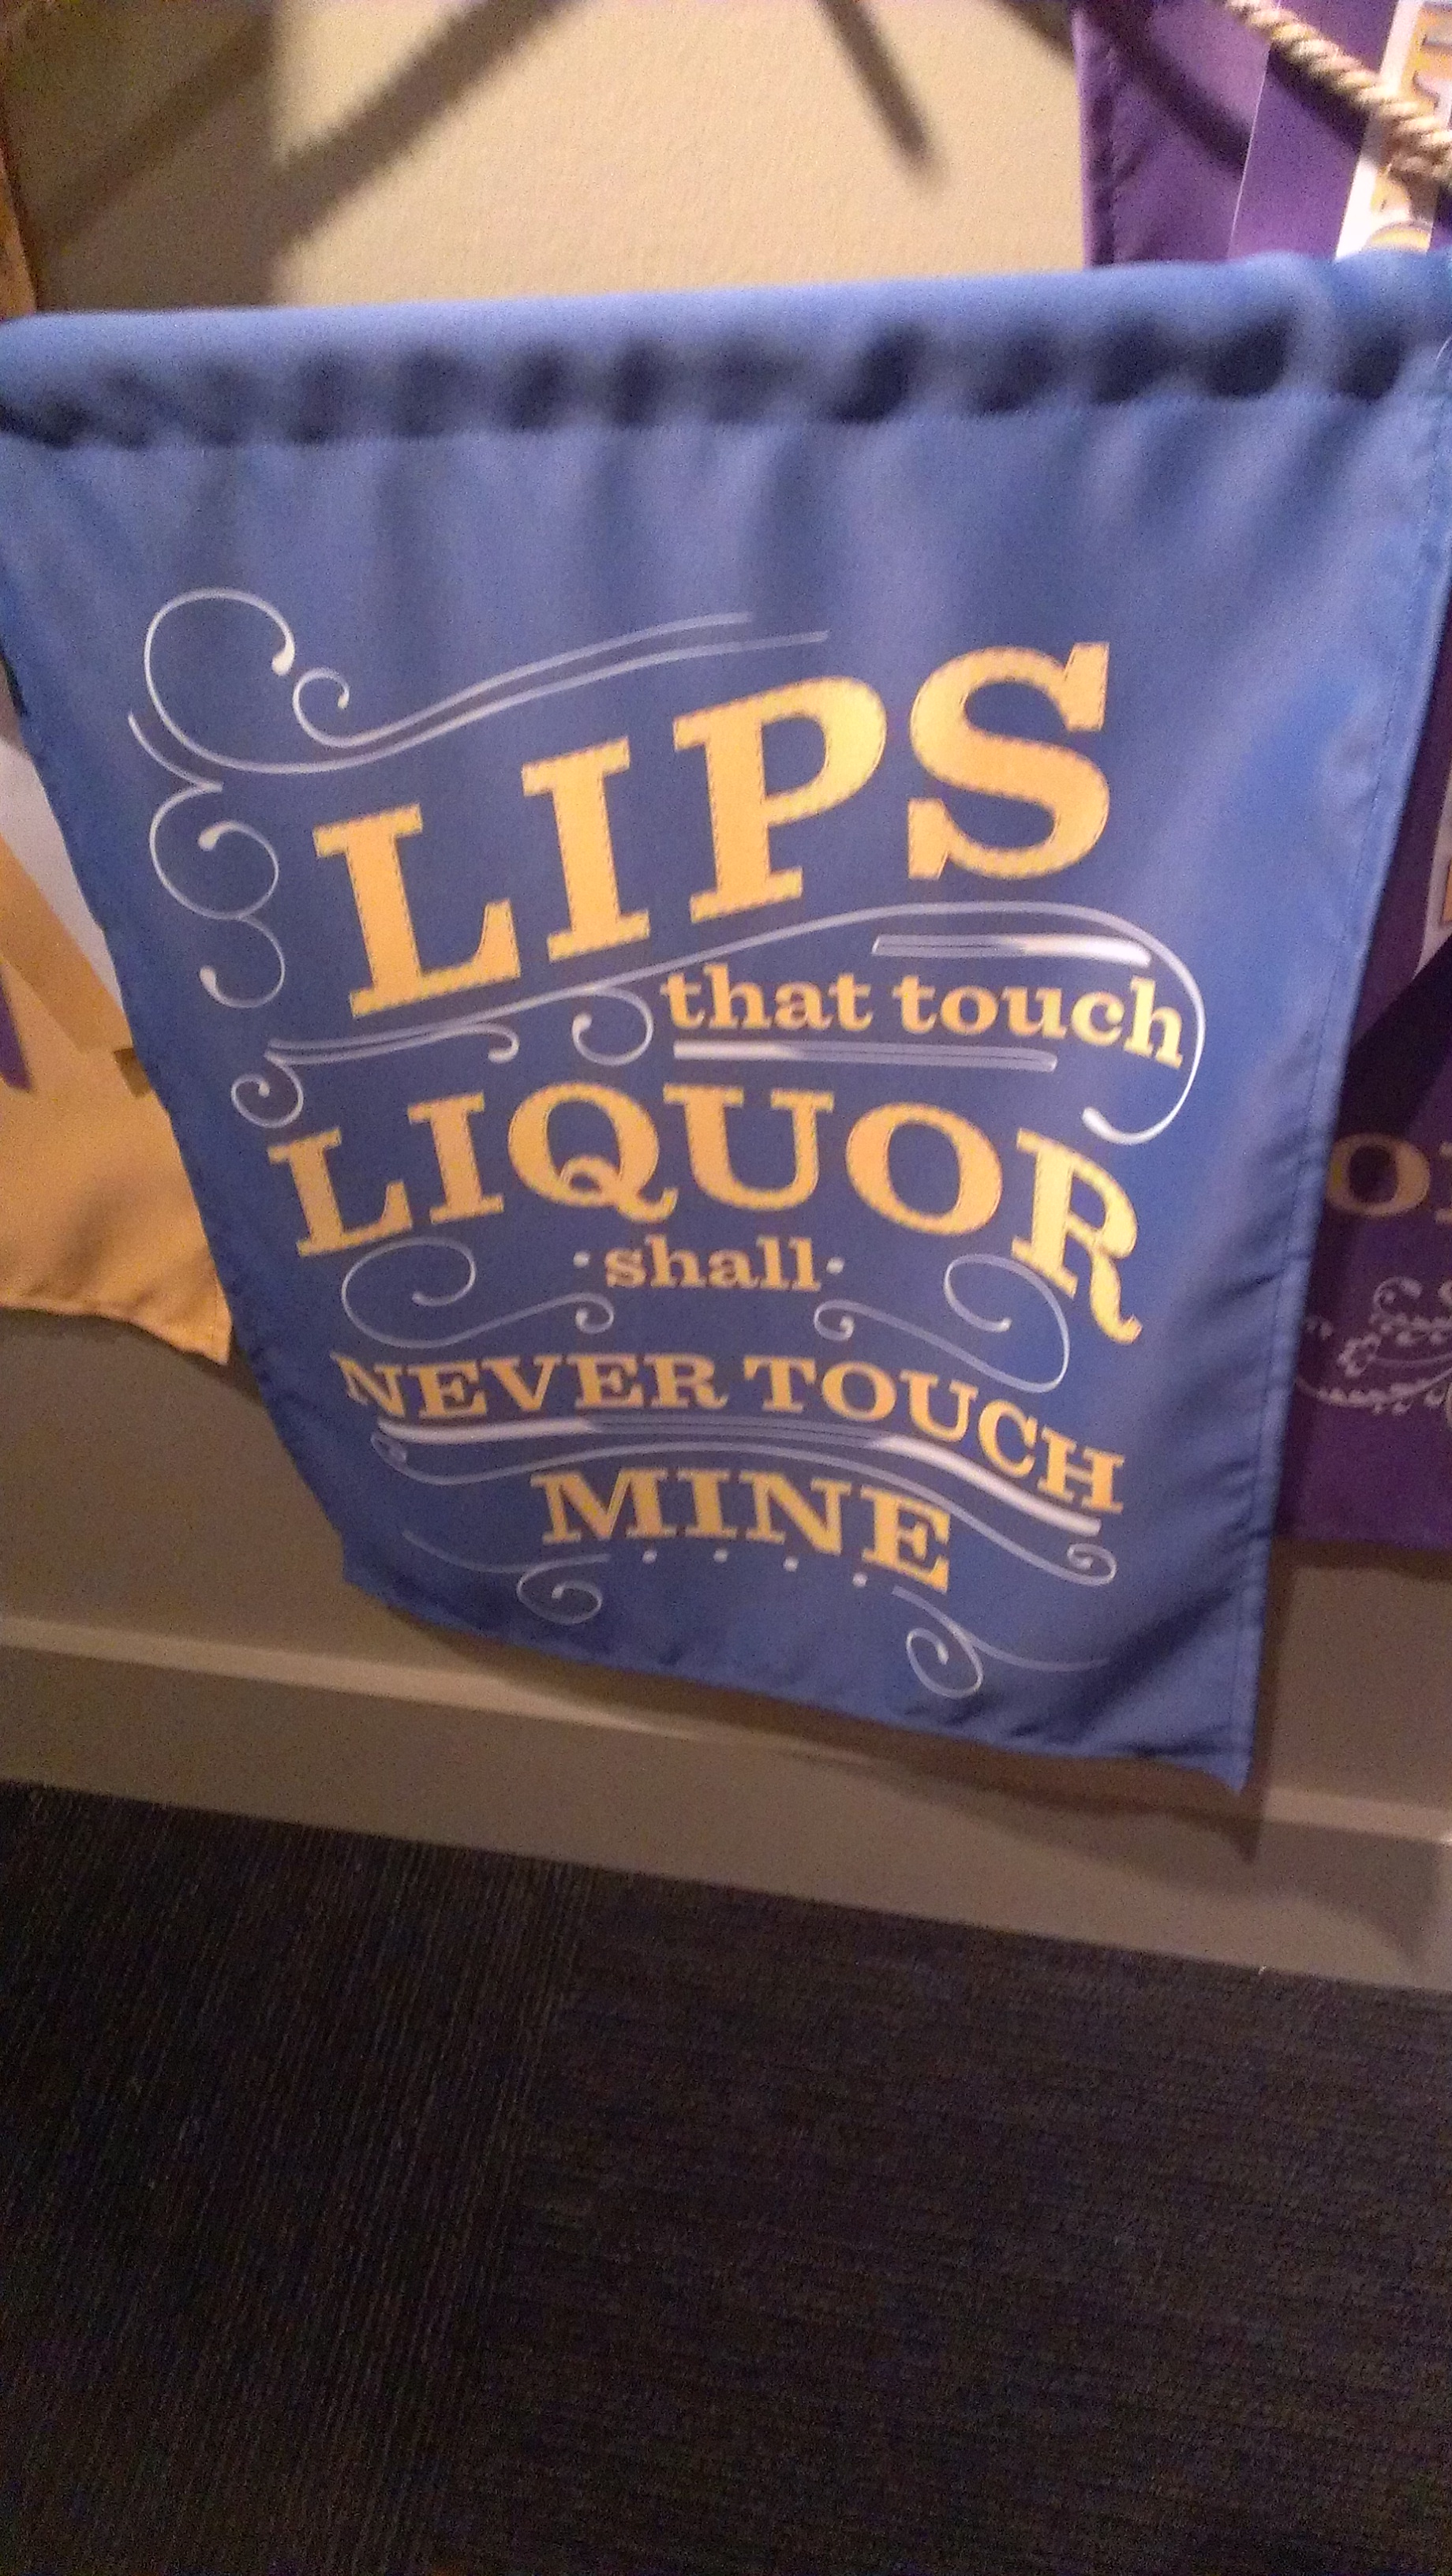 LIPS
that touch
LIQUOR
·shall·
NEVER TOUCH
MINE